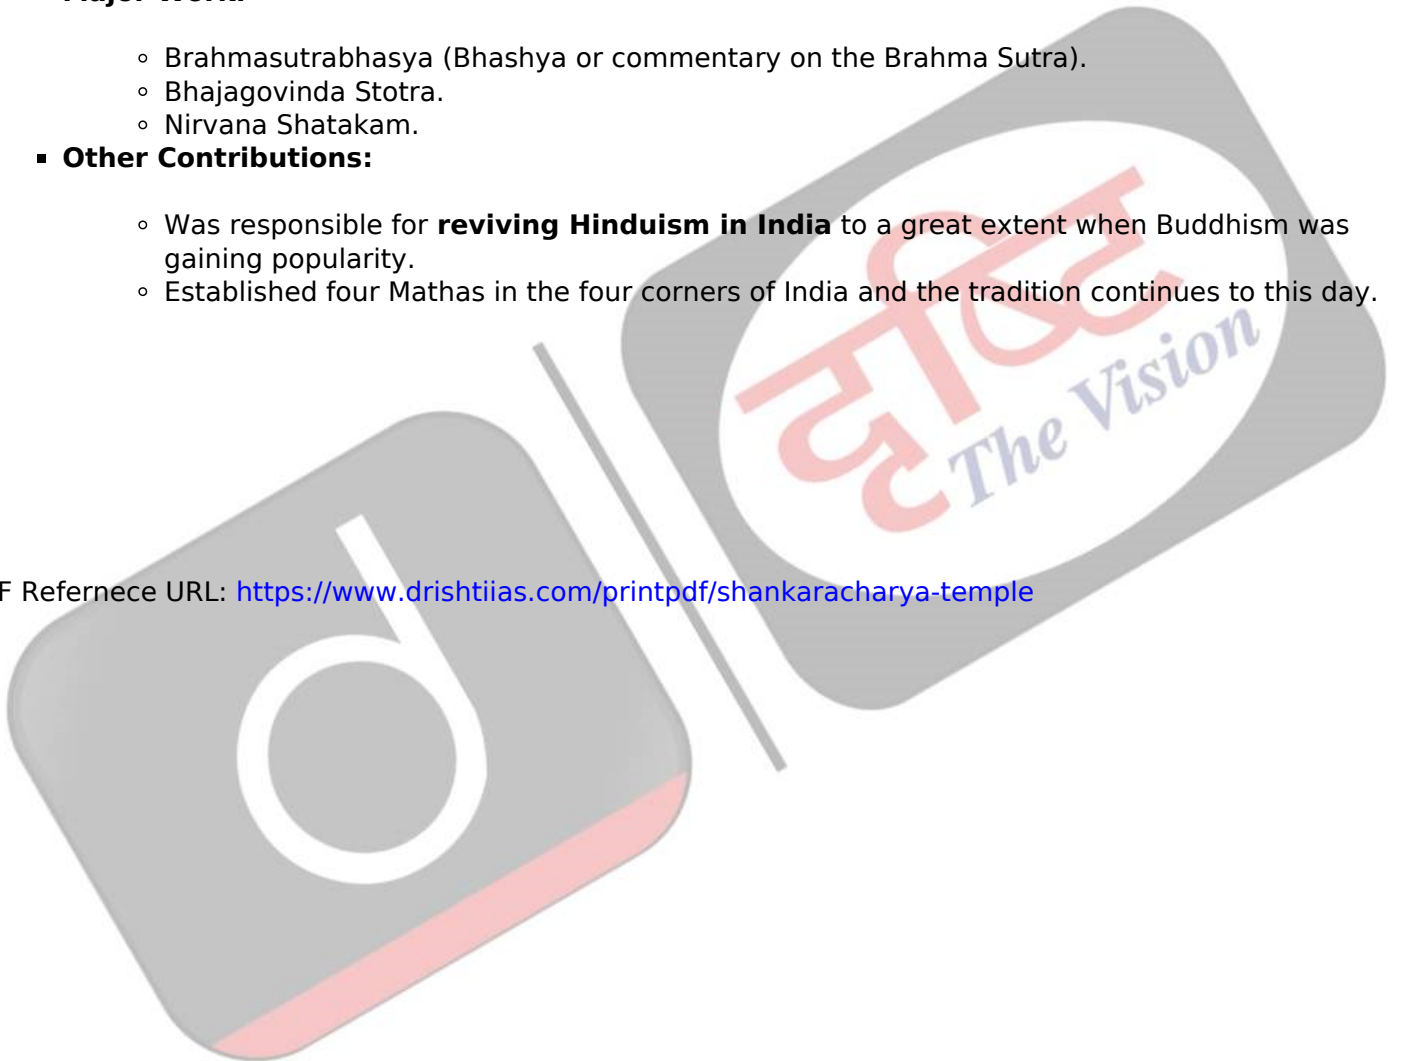 Major Work:
Brahmasutrabhasya (Bhashya or commentary on the Brahma Sutra).
Bhajagovinda Stotra.
Nirvana Shatakam.
Other Contributions:
Was responsible for reviving Hinduism in India to a great extent when Buddhism was
gaining popularity.
Established four Mathas in the four corners of India and the tradition continues to this day.
दृष्टि
The Vision
d
F Refernece URL: https://www.drishtiias.com/printpdf/shankaracharya-temple